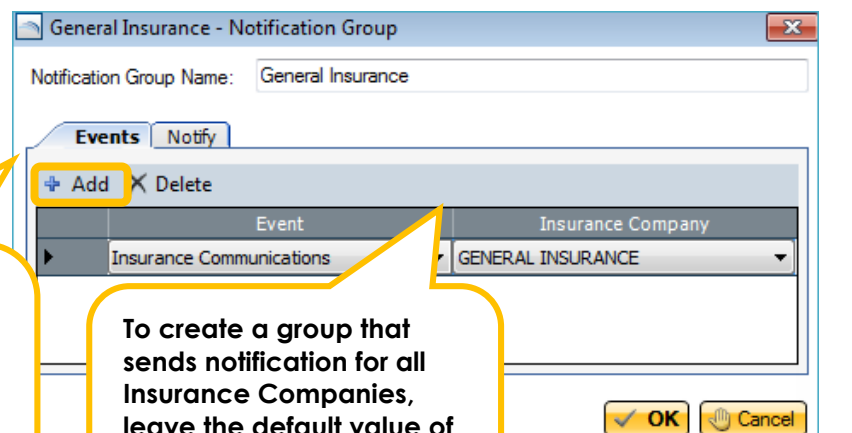 General Insurance - Notification Group
Notification Group Name: General Insurance
Events Notify
Add Delete
Event Insurance Company
Insurance Communications GENERAL INSURANCE
To create a group that
sends notification for all
Insurance Companies,
leave the default value of
OK Cancel